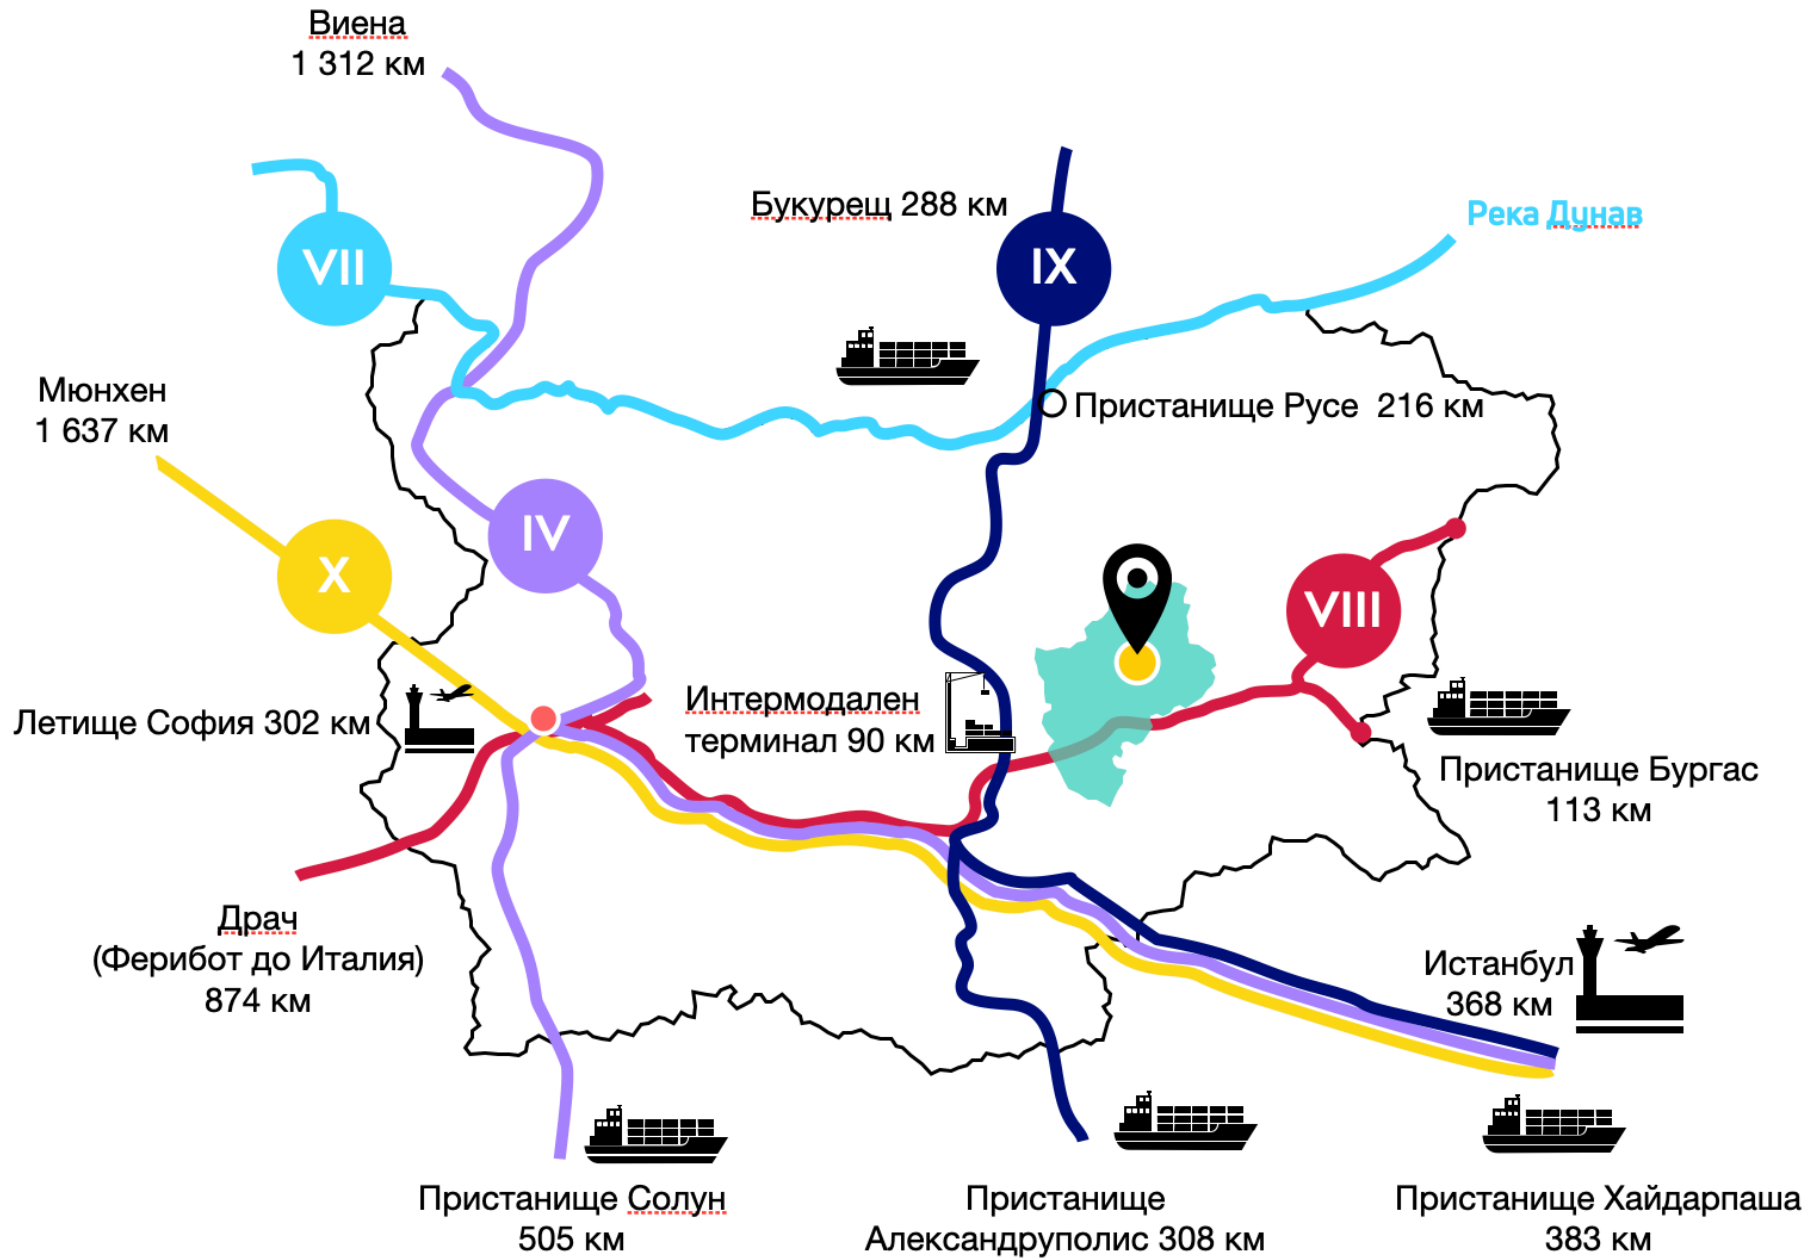 Виена
1 312 км
Букурещ 288 км
Река Дунав
VII
IX
Мюнхен
1 637 км
Пристанище Русе 216 км
IV
X
VIII
Летище София 302 км
Интермодален
терминал 90 км
Пристанище Бургас
113 км
Драч
(Ферибот до Италия)
874 км
Истанбул
368 км
Пристанище Солун
505 км
Пристанище
Александруполис 308 км
Пристанище Хайдарпаша
383 км